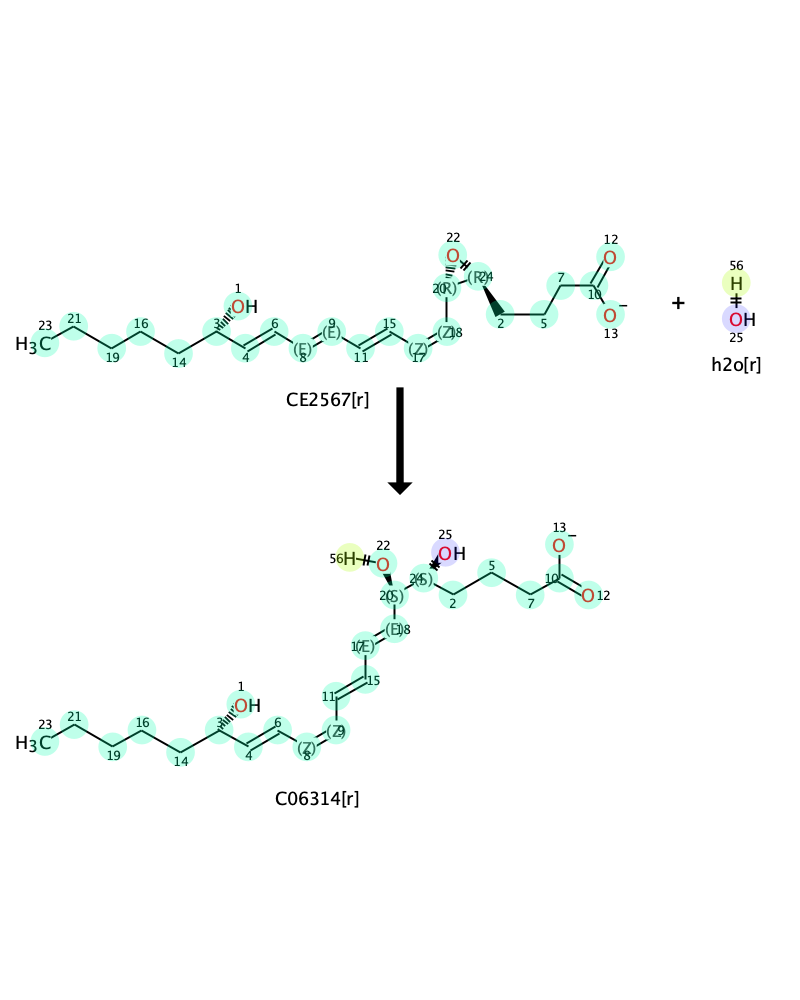 22
12
O
O
56
(R)
24
7
H
20
(R)
10
1
OH
O
−
+
OH
2
5
13
25
23
21
16
3
6
9
15
(Z)
18
h2o[r]
H3C
(E)
(E)
(Z)
19
14
4
8
11
17
CE2567[r]
13
25
22
O
−
56
H
O
OH
5
24
(S)
10
20
(S)
2
7
O
12
(E)
18
17
(E)
15
11
1
OH
23
21
16
3
6
(Z)
9
H3C
(Z)
19
14
4
8
C06314[r]